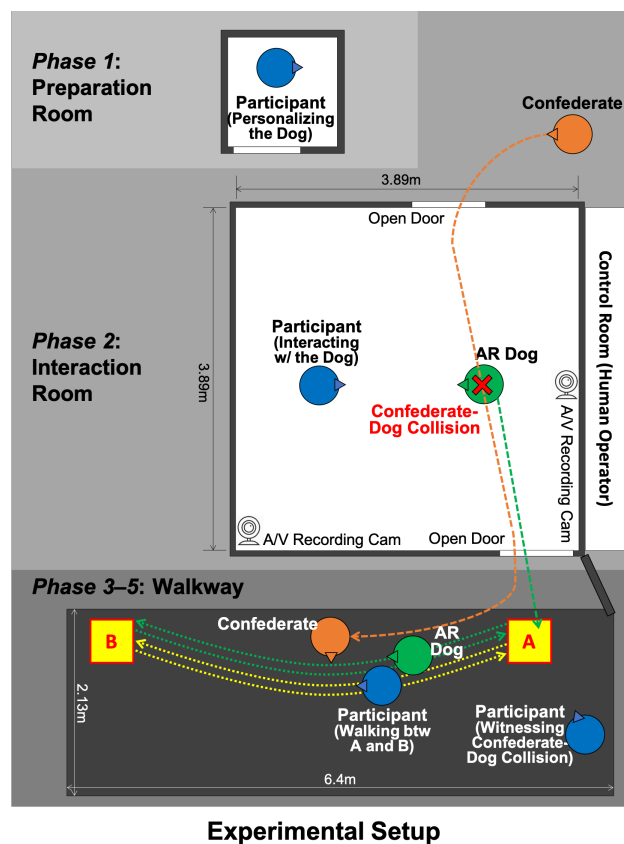 Phase 1:
Preparation
Room
Participant
(Personalizing
the Dog)
Confederate
3.89m
Open Door
Phase 2:
Interaction
Room
3.89m
Participant
(Interacting
w/ the Dog)
AR Dog
Confederate-
Dog Collision
A/V Recording Cam
Control Room (Human Operator)
A/V Recording Cam
Open Door
Phase 3–5: Walkway
Confederate
AR
Dog
B
A
2.13m
Participant
(Walking btw
A and B)
Participant
(Witnessing
Confederate-
Dog Collision)
6.4m
Experimental Setup